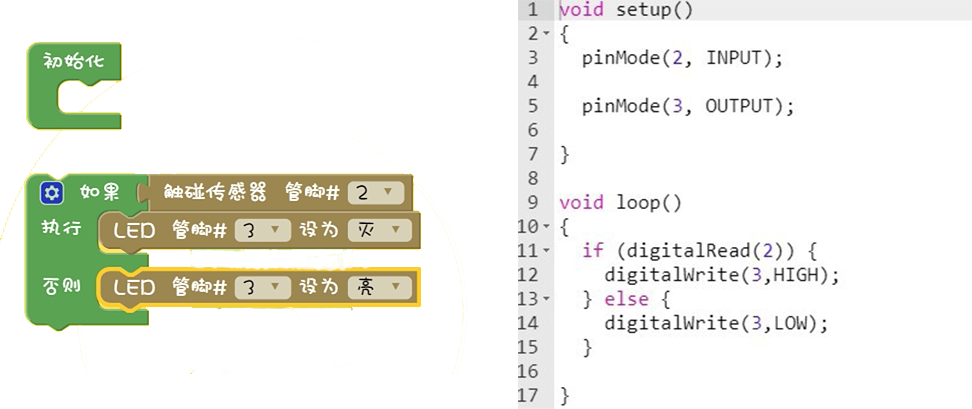 初始化
如果 触碰传感器 管脚# 2
执行 LED 管脚# 3 设为 灭
否则 LED 管脚# 3 设为 亮
1 void setup()
2 {
3 pinMode(2, INPUT);
4
5 pinMode(3, OUTPUT);
6
7 }
8
9 void loop()
10 {
11 if (digitalRead(2)) {
12 digitalWrite(3,HIGH);
13 } else {
14 digitalWrite(3,LOW);
15 }
16
17 }